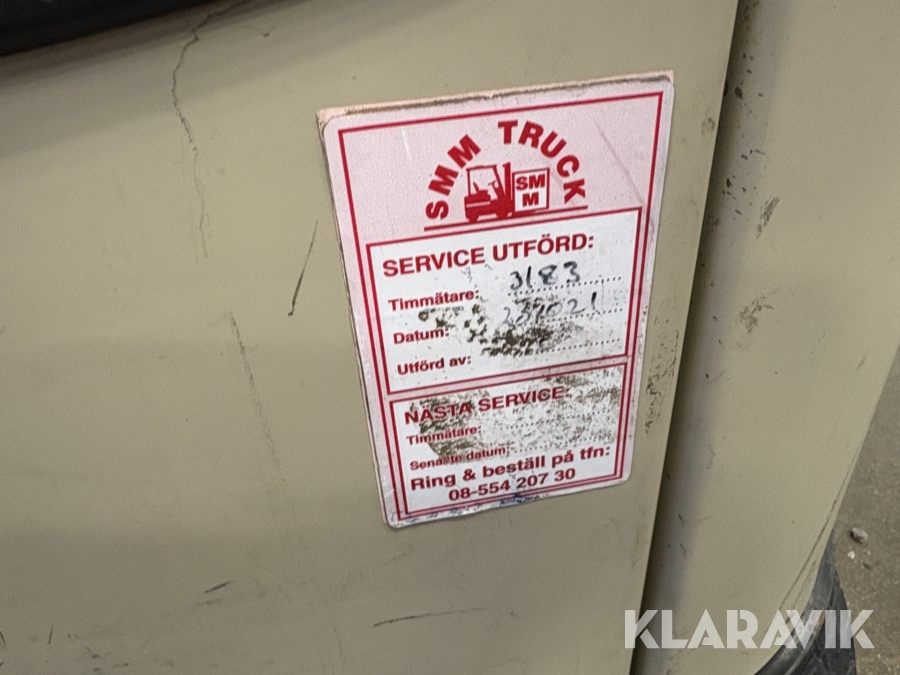 SMM TRUCK
SM
M
SERVICE UTFÖRD:
Timmätare: 3183
Datum:
Utförd av:
NÄSTA SERVICE:
Timmätare:
Senaste datum:
Ring & beställ på tfn:
08-554 207 30
KLARAVIK